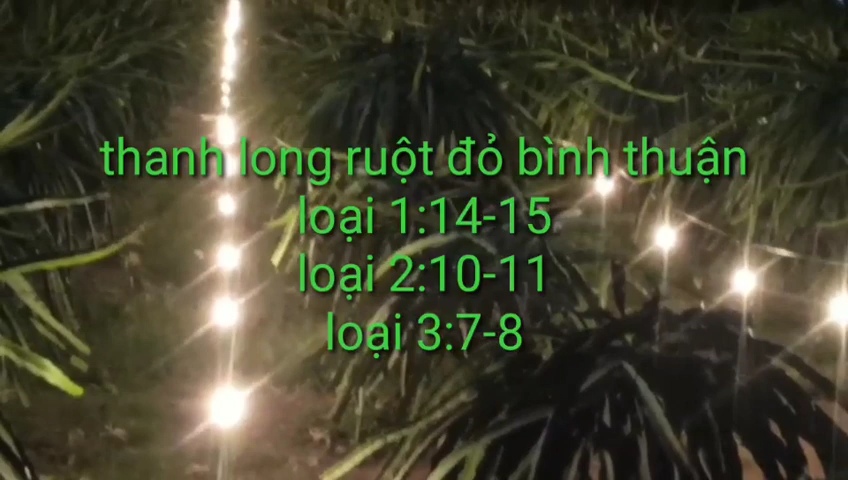 thanh long ruột đỏ bình thuận
loại 1:14-15
loại 2:10-11
loại 3:7-8